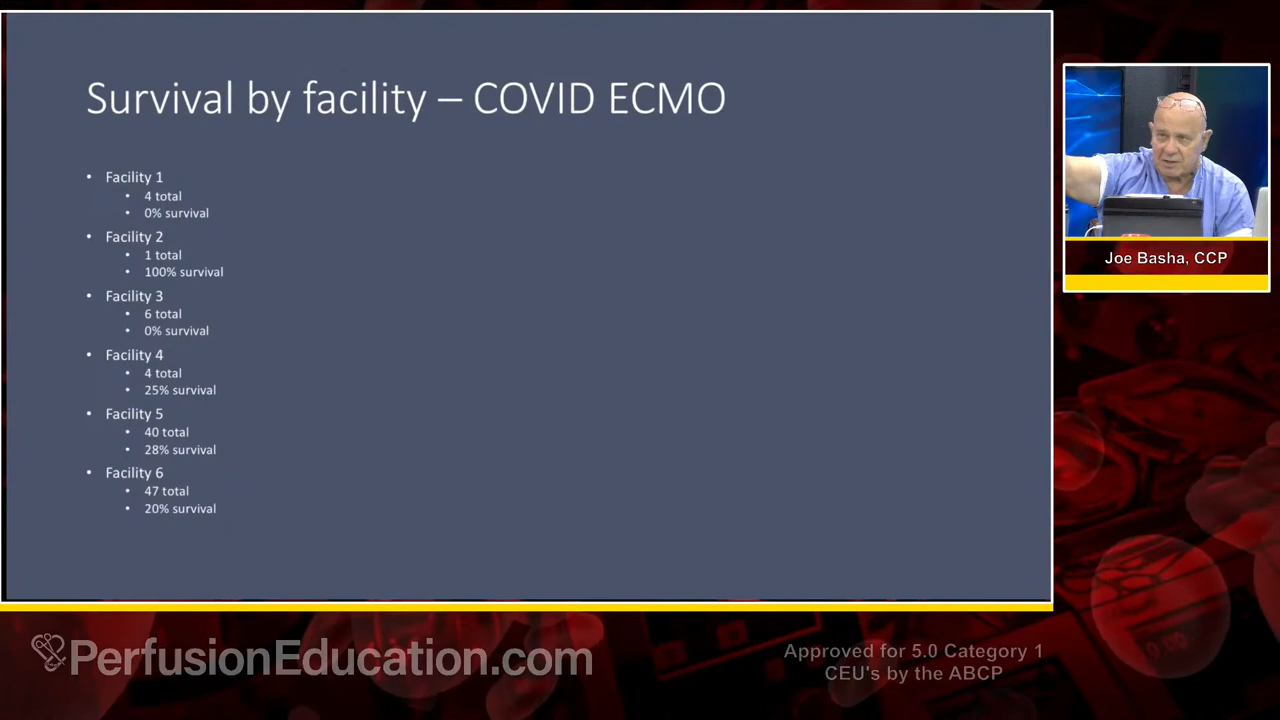 Survival by facility – COVID ECMO
• Facility 1
• 4 total
• 0% survival
• Facility 2
• 1 total
• 100% survival
• Facility 3
• 6 total
• 0% survival
• Facility 4
• 4 total
• 25% survival
• Facility 5
• 40 total
• 28% survival
• Facility 6
• 47 total
• 20% survival
Joe Basha, CCP
PerfusionEducation.com
Approved for 5.0 Category 1
CEU's by the ABCP